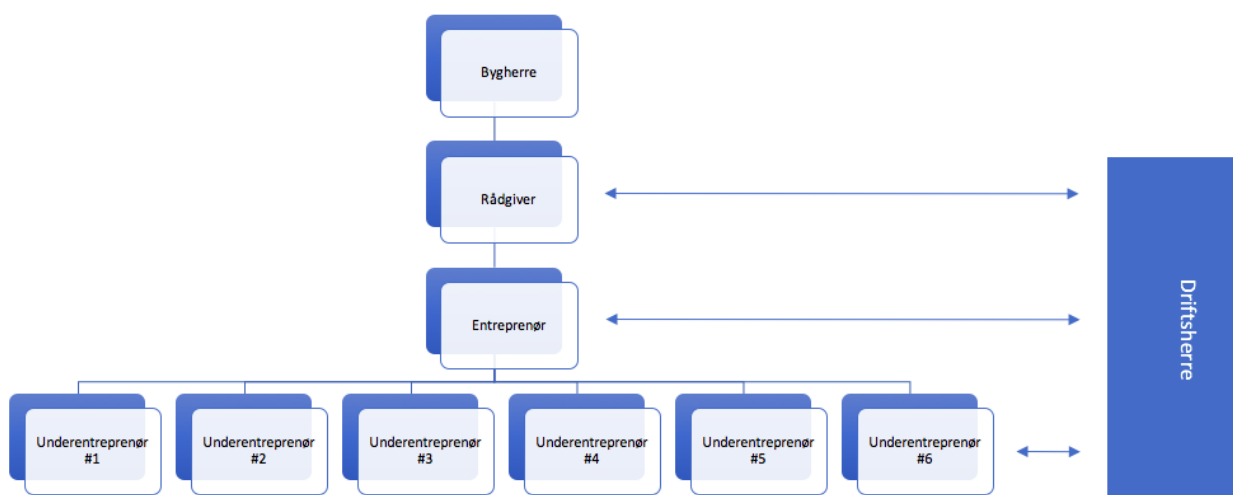 Bygherre
Rådgiver
Entreprenør
Driftsherre
Underentreprenør
#1
Underentreprenør
#2
Underentreprenør
#3
Underentreprenør
#4
Underentreprenør
#5
Underentreprenør
#6